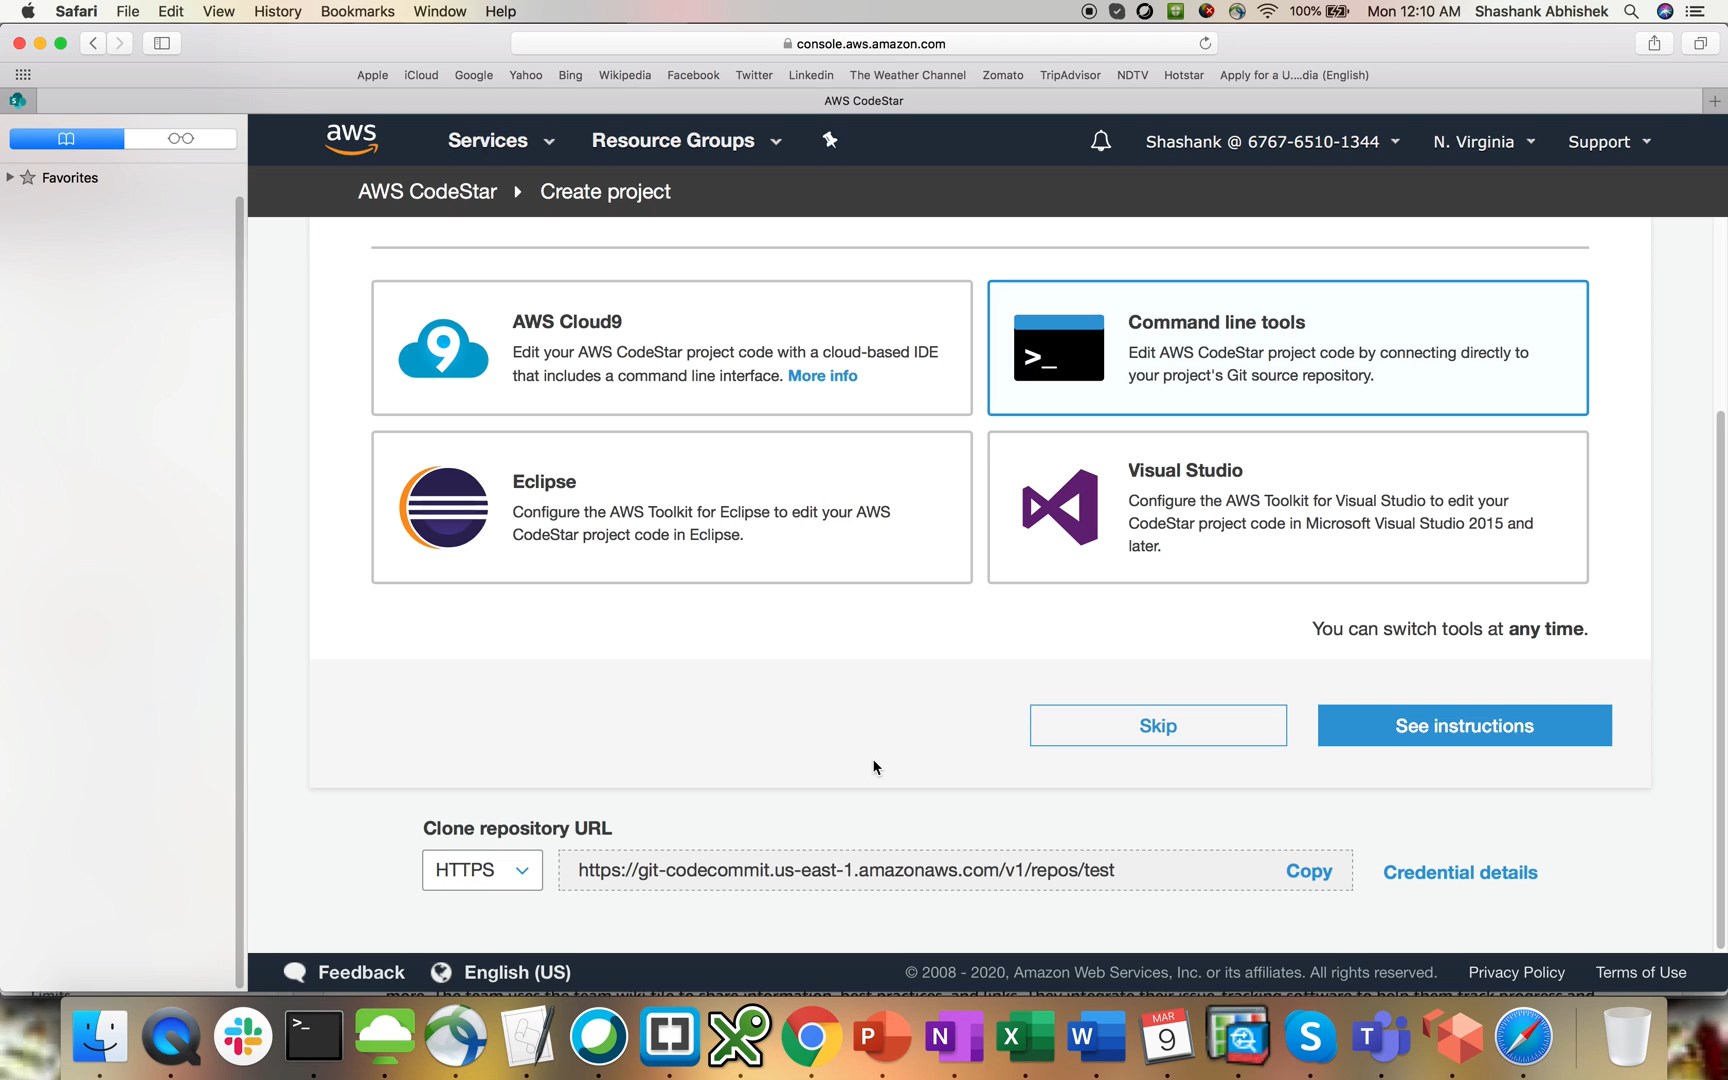 Safari File Edit View History Bookmarks Window Help 100% Mon 12:10 AM Shashank Abhishek
console.aws.amazon.com
Apple iCloud Google Yahoo Bing Wikipedia Facebook Twitter Linkedin The Weather Channel Zomato TripAdvisor NDTV Hotstar Apply for a U....dia (English)
AWS CodeStar
Favorites
aws Services Resource Groups Shashank @ 6767-6510-1344 N. Virginia Support
AWS CodeStar Create project
AWS Cloud9
Edit your AWS CodeStar project code with a cloud-based IDE
that includes a command line interface. More info
Command line tools
Edit AWS CodeStar project code by connecting directly to
your project's Git source repository.
Eclipse
Configure the AWS Toolkit for Eclipse to edit your AWS
CodeStar project code in Eclipse.
Visual Studio
Configure the AWS Toolkit for Visual Studio to edit your
CodeStar project code in Microsoft Visual Studio 2015 and
later.
You can switch tools at any time.
Skip See instructions
Clone repository URL
HTTPS https://git-codecommit.us-east-1.amazonaws.com/v1/repos/test Copy Credential details
Feedback English (US) © 2008 - 2020, Amazon Web Services, Inc. or its affiliates. All rights reserved. Privacy Policy Terms of Use
MAR
9